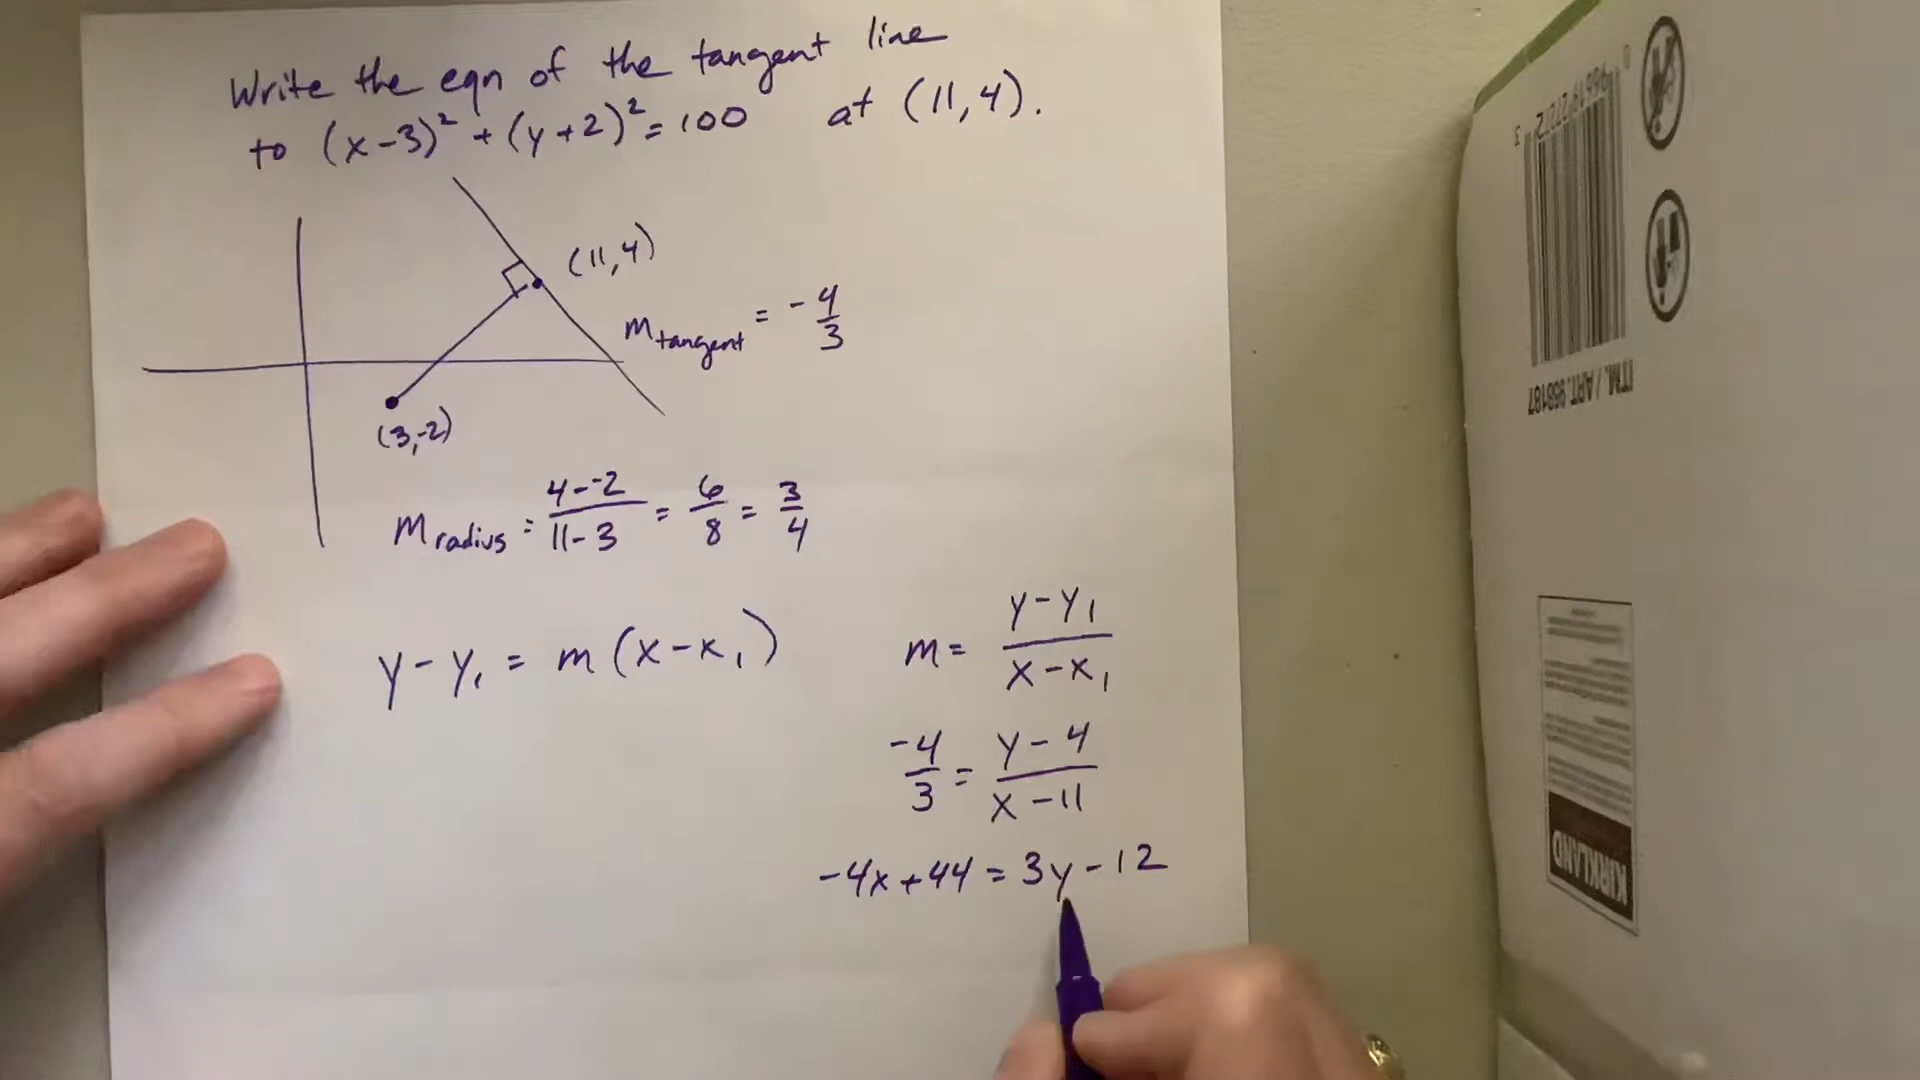 Write the eqn of the tangent line
to (x-3)² + (y+2)² = 100 at (11,4).
(11,4)
m tangent = -4/3
(3,-2)
m radius = (4--2)/(11-3) = 6/8 = 3/4
y-y₁ = m(x-x₁)
m = (y-y₁)/(x-x₁)
-4/3 = (y-4)/(x-11)
-4x+44 = 3y-12
ITM. / ART. 958187
KIRKLAND